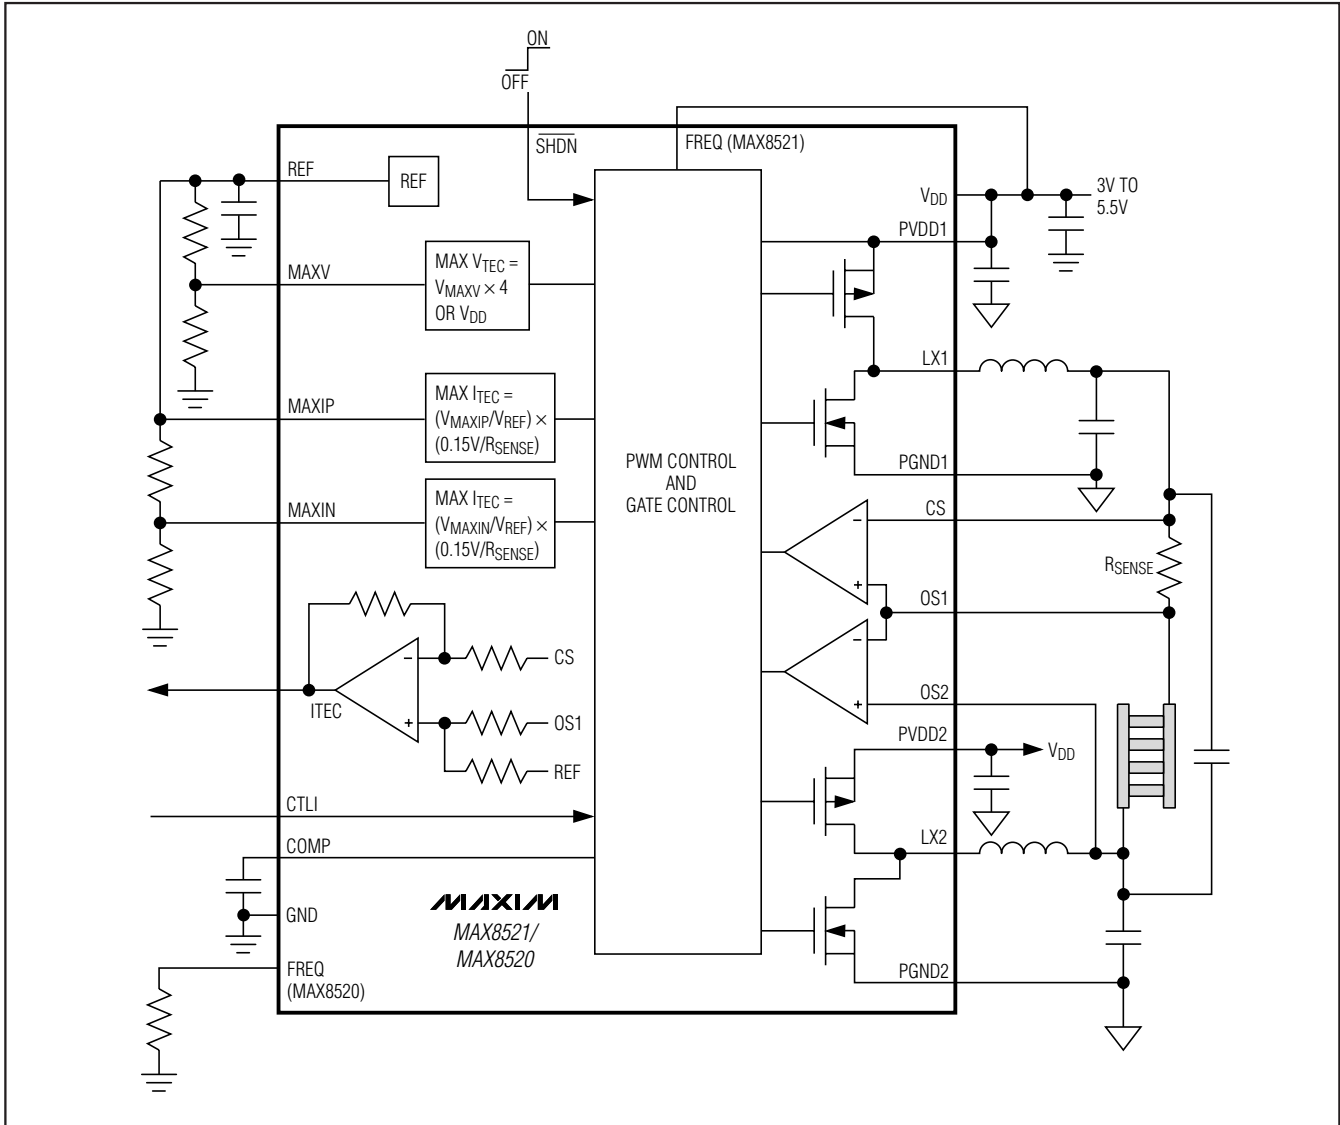 ON
OFF
SHDN
FREQ (MAX8521)
REF
REF
VDD
3V TO
5.5V
PVDD1
MAXV
MAX VTEC =
VMAXV × 4
OR VDD
LX1
MAXIP
MAX ITEC =
(VMAXIP/VREF) ×
(0.15V/RSENSE)
PWM CONTROL
AND
GATE CONTROL
PGND1
MAXIN
MAX ITEC =
(VMAXIN/VREF) ×
(0.15V/RSENSE)
CS
−
+
RSENSE
OS1
−
+
OS2
−
CS
ITEC
+
OS1
REF
PVDD2
VDD
CTLI
COMP
LX2
MAXIM
MAX8521/
MAX8520
GND
FREQ
(MAX8520)
PGND2